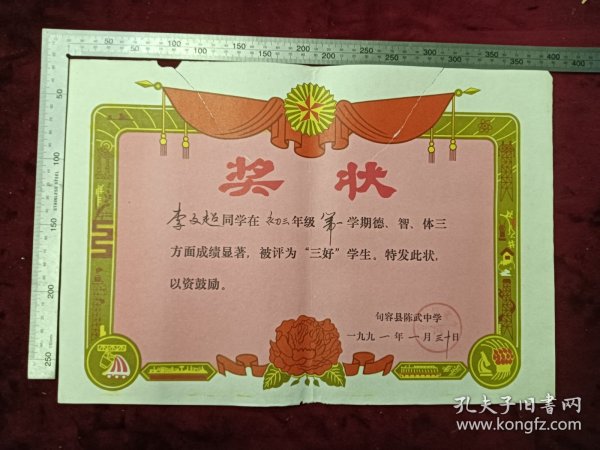 奖状
李文超同学在初三年级第一学期德、智、体三
方面成绩显著，被评为“三好”学生。特发此状，
以资鼓励。
句容县陈武中学
一九九一年一月三十日
孔夫子旧书网
www.kongfz.com